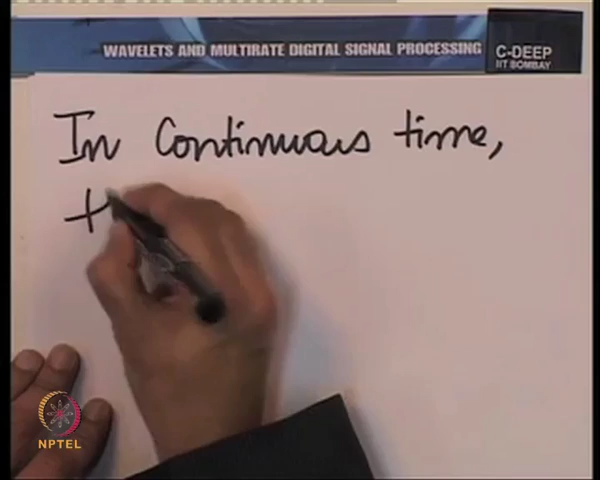 WAVELETS AND MULTIRATE DIGITAL SIGNAL PROCESSING
C-DEEP
IIT BOMBAY
In Continuous time,
t
NPTEL